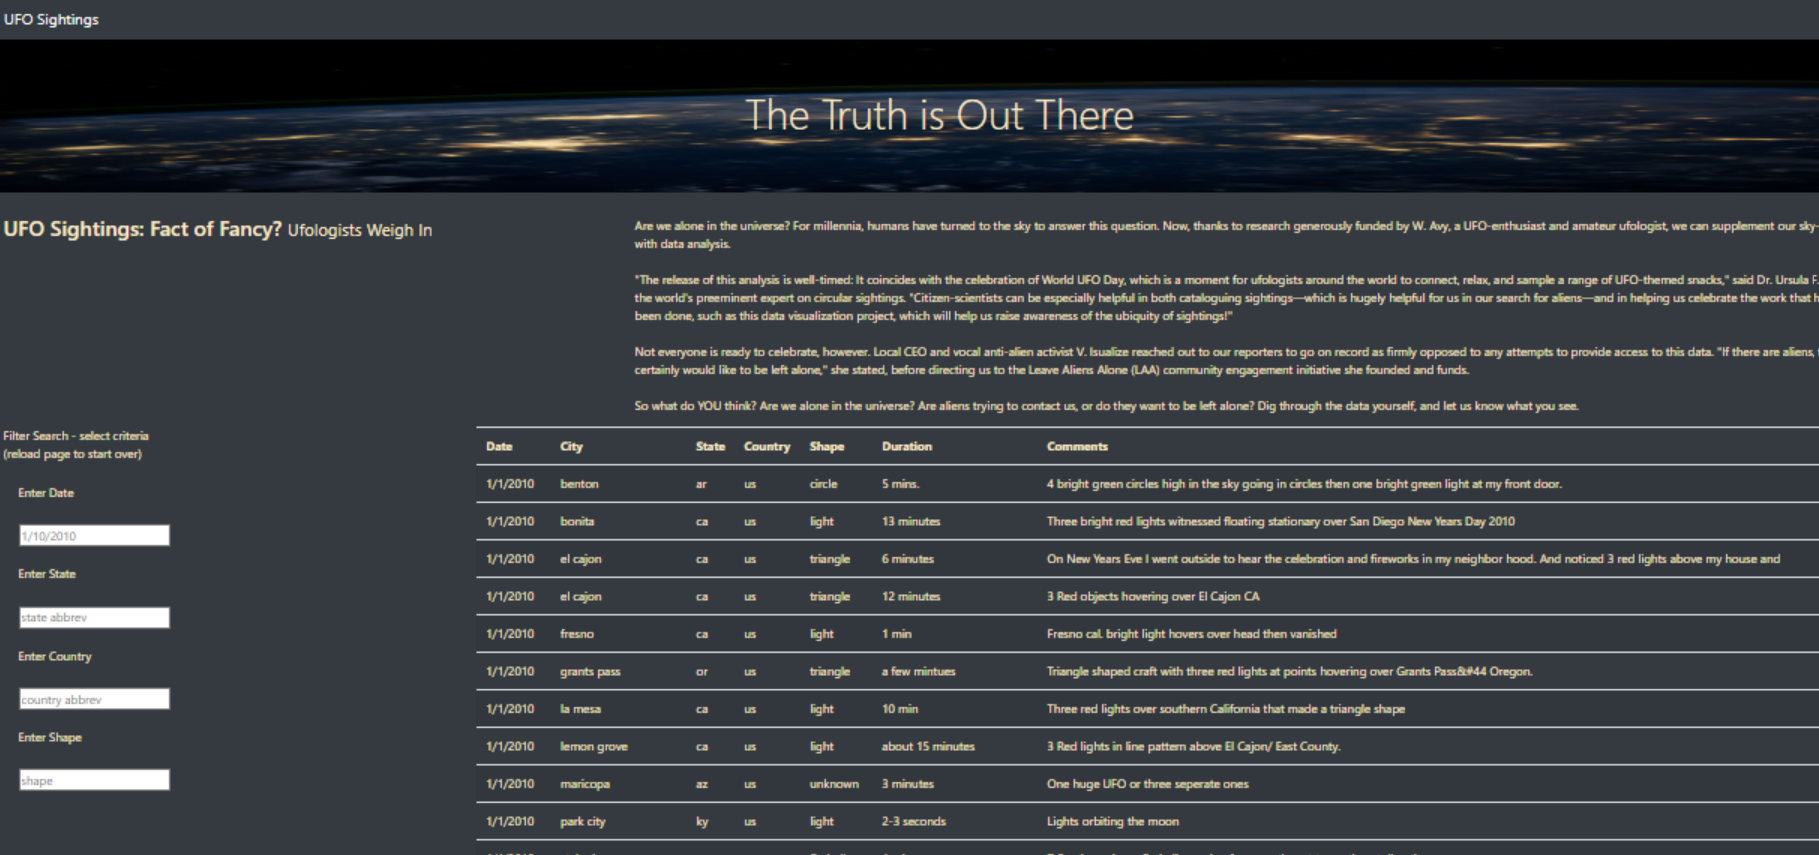 UFO Sightings
The Truth is Out There
UFO Sightings: Fact of Fancy? Ufologists Weigh In
Are we alone in the universe? For millennia, humans have turned to the sky to answer this question. Now, thanks to research generously funded by W. Avy, a UFO-enthusiast and amateur ufologist, we can supplement our sky-
with data analysis.
"The release of this analysis is well-timed: It coincides with the celebration of World UFO Day, which is a moment for ufologists around the world to connect, relax, and sample a range of UFO-themed snacks," said Dr. Ursula F.
the world's preeminent expert on circular sightings. "Citizen-scientists can be especially helpful in both cataloguing sightings—which is hugely helpful for us in our search for aliens—and in helping us celebrate the work that
been done, such as this data visualization project, which will help us raise awareness of the ubiquity of sightings!"
Not everyone is ready to celebrate, however. Local CEO and vocal anti-alien activist V. Isualize reached out to our reporters to go on record as firmly opposed to any attempts to provide access to this data. "If there are aliens,
certainly would like to be left alone," she stated, before directing us to the Leave Aliens Alone (LAA) community engagement initiative she founded and funds.
So what do YOU think? Are we alone in the universe? Are aliens trying to contact us, or do they want to be left alone? Dig through the data yourself, and let us know what you see.
Filter Search - select criteria
(reload page to start over)
Enter Date
1/10/2010
Enter State
state abbrev
Enter Country
country abbrev
Enter Shape
shape
Date City State Country Shape Duration Comments
1/1/2010 benton ar us circle 5 mins. 4 bright green circles high in the sky going in circles then one bright green light at my front door.
1/1/2010 bonita ca us light 13 minutes Three bright red lights witnessed floating stationary over San Diego New Years Day 2010
1/1/2010 el cajon ca us triangle 6 minutes On New Years Eve I went outside to hear the celebration and fireworks in my neighbor hood. And noticed 3 red lights above my house and
1/1/2010 el cajon ca us triangle 12 minutes 3 Red objects hovering over El Cajon CA
1/1/2010 fresno ca us light 1 min Fresno cal. bright light hovers over head then vanished
1/1/2010 grants pass or us triangle a few mintues Triangle shaped craft with three red lights at points hovering over Grants Pass&#44 Oregon.
1/1/2010 la mesa ca us light 10 min Three red lights over southern California that made a triangle shape
1/1/2010 lemon grove ca us light about 15 minutes 3 Red lights in line pattern above El Cajon/ East County.
1/1/2010 maricopa az us unknown 3 minutes One huge UFO or three seperate ones
1/1/2010 park city ky us light 2-3 seconds Lights orbiting the moon